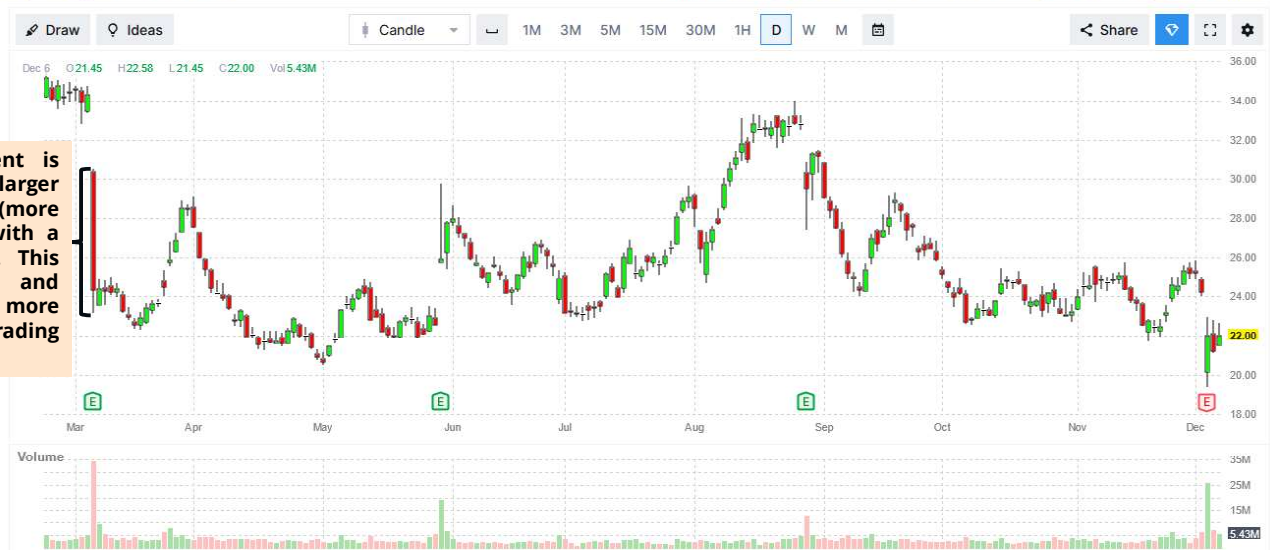 Draw Ideas Candle 1M 3M 5M 15M 30M 1H D W M Share
Dec 6 O21.45 H22.58 L21.45 C22.00 Vol5.43M
36.00
34.00
32.00
30.00
28.00
26.00
24.00
22.00
20.00
18.00
is
larger
(more
with a
This
and
more
E E E E
Mar Apr May Jun Jul Aug Sep Oct Nov Dec
Volume
35M
25M
15M
5.43M